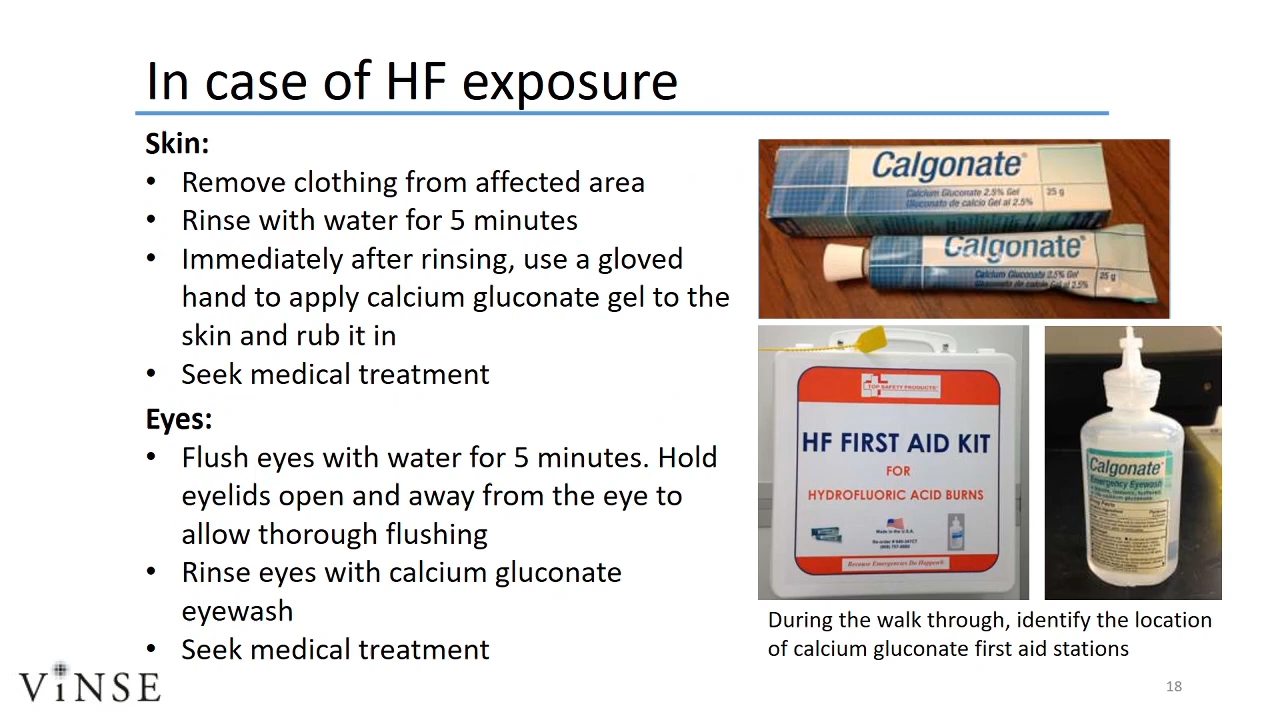 In case of HF exposure
Skin:
• Remove clothing from affected area
• Rinse with water for 5 minutes
• Immediately after rinsing, use a gloved
hand to apply calcium gluconate gel to the
skin and rub it in
• Seek medical treatment
Eyes:
• Flush eyes with water for 5 minutes. Hold
eyelids open and away from the eye to
allow thorough flushing
• Rinse eyes with calcium gluconate
eyewash
• Seek medical treatment
Calgonate®
Calcium Gluconate 2.5% Gel
Gluconato de calcio Gel al 2.5%
25 g
Calgonate®
Calcium Gluconate 2.5% Gel
Gluconato de calcio Gel al 2.5%
25 g
TOP SAFETY PRODUCTS
HF FIRST AID KIT
FOR
HYDROFLUORIC ACID BURNS
Made in the U.S.A.
Because Emergencies Do Happen!
Calgonate
Emergency Eyewash
During the walk through, identify the location
of calcium gluconate first aid stations
ViNSE
18